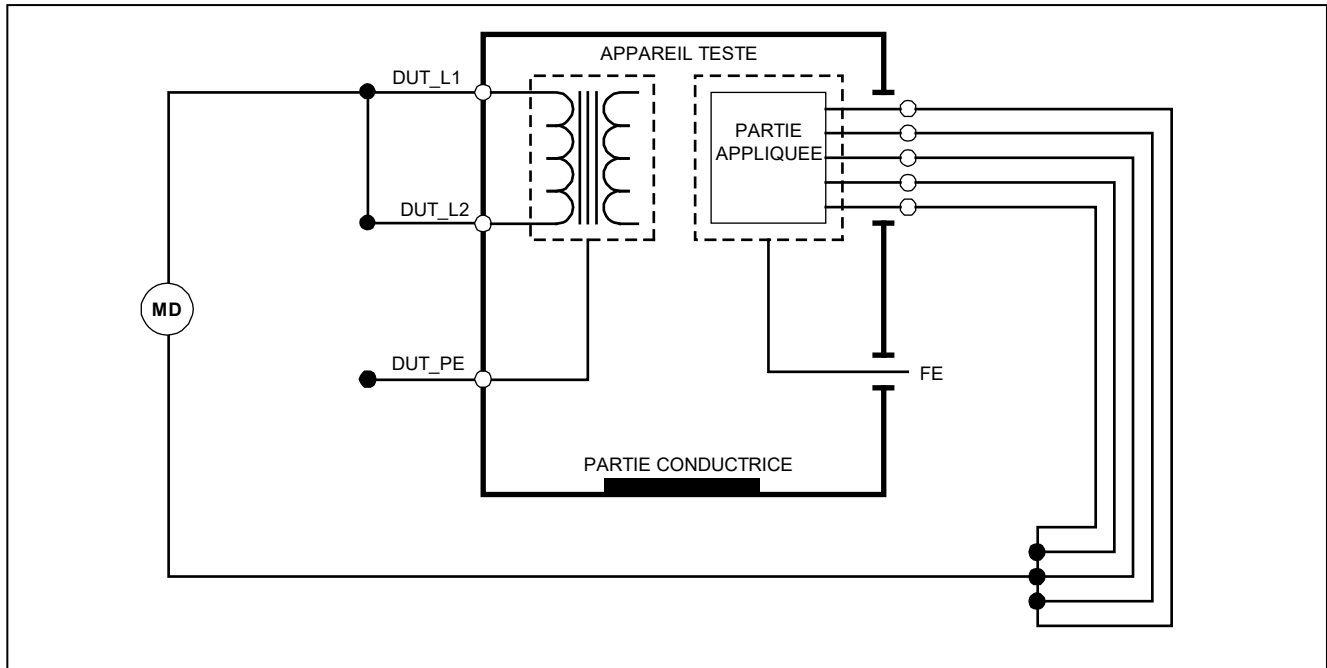 APPAREIL TESTE
DUT_L1
PARTIE
APPLIQUEE
DUT_L2
MD
DUT_PE
FE
PARTIE CONDUCTRICE